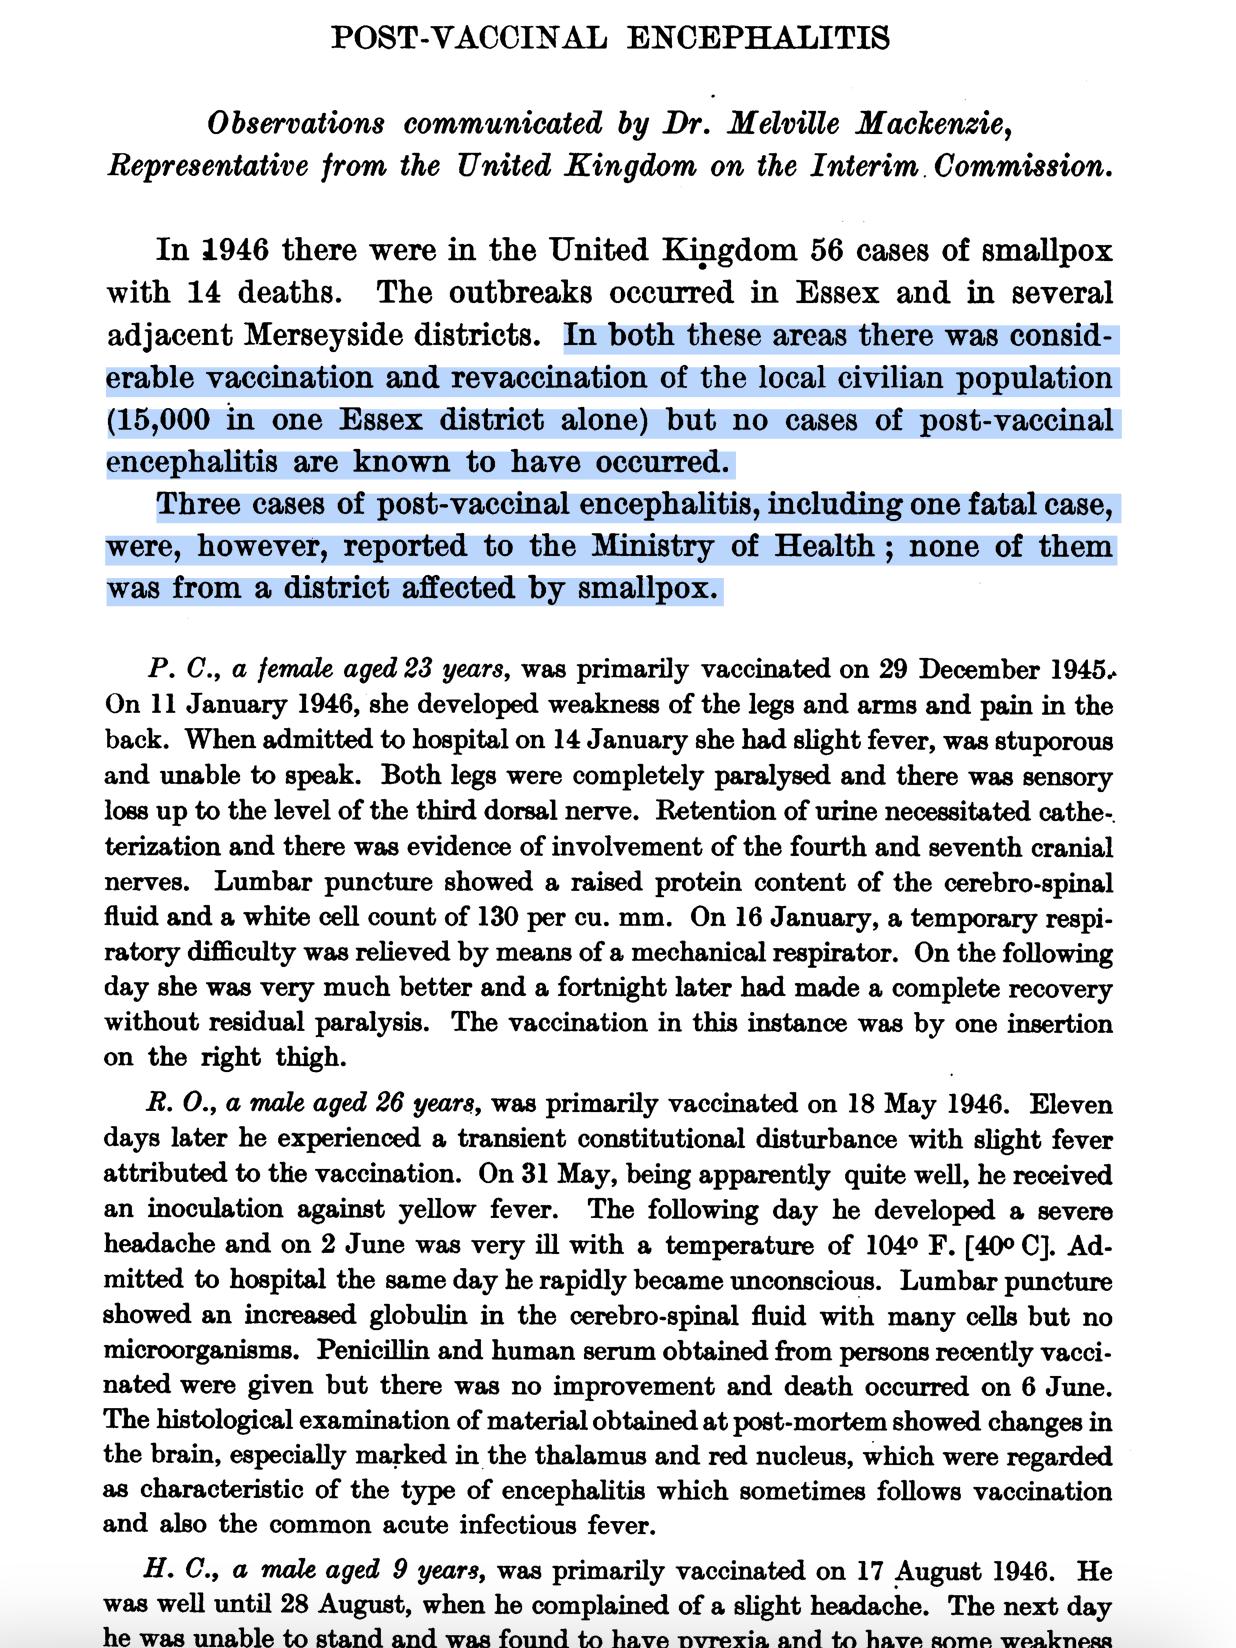 POST-VACCINAL ENCEPHALITIS
Observations communicated by Dr. Melville Mackenzie,
Representative from the United Kingdom on the Interim Commission.
In 1946 there were in the United Kingdom 56 cases of smallpox
with 14 deaths. The outbreaks occurred in Essex and in several
adjacent Merseyside districts. In both these areas there was consid-
erable vaccination and revaccination of the local civilian population
(15,000 in one Essex district alone) but no cases of post-vaccinal
encephalitis are known to have occurred.
Three cases of post-vaccinal encephalitis, including one fatal case,
were, however, reported to the Ministry of Health ; none of them
was from a district affected by smallpox.
P. C., a female aged 23 years, was primarily vaccinated on 29 December 1945.
On 11 January 1946, she developed weakness of the legs and arms and pain in the
back. When admitted to hospital on 14 January she had slight fever, was stuporous
and unable to speak. Both legs were completely paralysed and there was sensory
loss up to the level of the third dorsal nerve. Retention of urine necessitated cathe-
terization and there was evidence of involvement of the fourth and seventh cranial
nerves. Lumbar puncture showed a raised protein content of the cerebro-spinal
fluid and a white cell count of 130 per cu. mm. On 16 January, a temporary respi-
ratory difficulty was relieved by means of a mechanical respirator. On the following
day she was very much better and a fortnight later had made a complete recovery
without residual paralysis. The vaccination in this instance was by one insertion
on the right thigh.
R. O., a male aged 26 years, was primarily vaccinated on 18 May 1946. Eleven
days later he experienced a transient constitutional disturbance with slight fever
attributed to the vaccination. On 31 May, being apparently quite well, he received
an inoculation against yellow fever. The following day he developed a severe
headache and on 2 June was very ill with a temperature of 104º F. [40º C]. Ad-
mitted to hospital the same day he rapidly became unconscious. Lumbar puncture
showed an increased globulin in the cerebro-spinal fluid with many cells but no
microorganisms. Penicillin and human serum obtained from persons recently vacci-
nated were given but there was no improvement and death occurred on 6 June.
The histological examination of material obtained at post-mortem showed changes in
the brain, especially marked in the thalamus and red nucleus, which were regarded
as characteristic of the type of encephalitis which sometimes follows vaccination
and also the common acute infectious fever.
H. C., a male aged 9 years, was primarily vaccinated on 17 August 1946. He
was well until 28 August, when he complained of a slight headache. The next day
he was unable to stand and was found to have pyrexia and to have some weakness